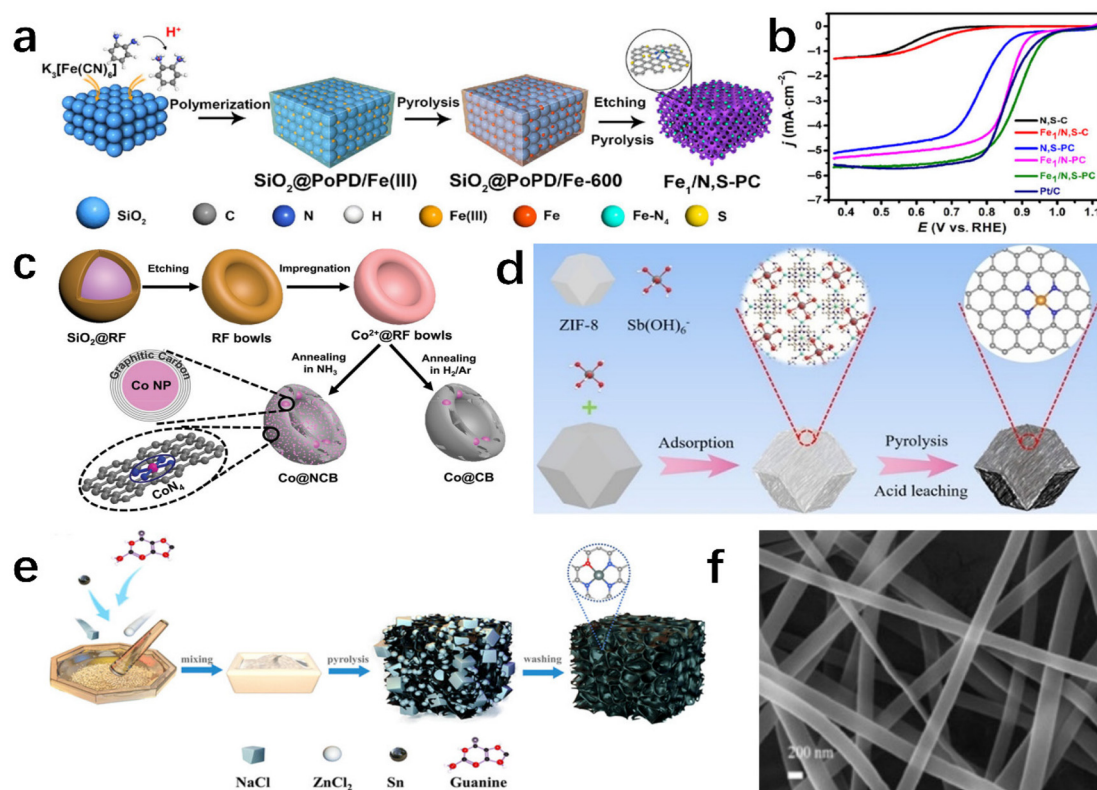 a
K₃[Fe(CN)₆]
H⁺
Polymerization
Pyrolysis
Etching
Pyrolysis
SiO₂@PoPD/Fe(III)
SiO₂@PoPD/Fe-600
Fe₁/N,S-PC
SiO₂
C
N
H
Fe(III)
Fe
Fe-N₄
S
b
j (mA·cm⁻²)
0
-1
-2
-3
-4
-5
-6
-7
N,S-C
Fe₁/N,S-C
N,S-PC
Fe₁/N-PC
Fe₁/N,S-PC
Pt/C
0.4 0.5 0.6 0.7 0.8 0.9 1.0 1.1
E (V vs. RHE)
c
Etching
Impregnation
SiO₂@RF
RF bowls
Co²⁺@RF bowls
Graphitic Carbon
Co NP
Annealing
in NH₃
Annealing
in H₂/Ar
CoN₄
Co@NCB
Co@CB
d
ZIF-8
Sb(OH)₆⁻
+
Adsorption
Pyrolysis
Acid leaching
e
mixing
pyrolysis
washing
NaCl
ZnCl₂
Sn
Guanine
f
200 nm